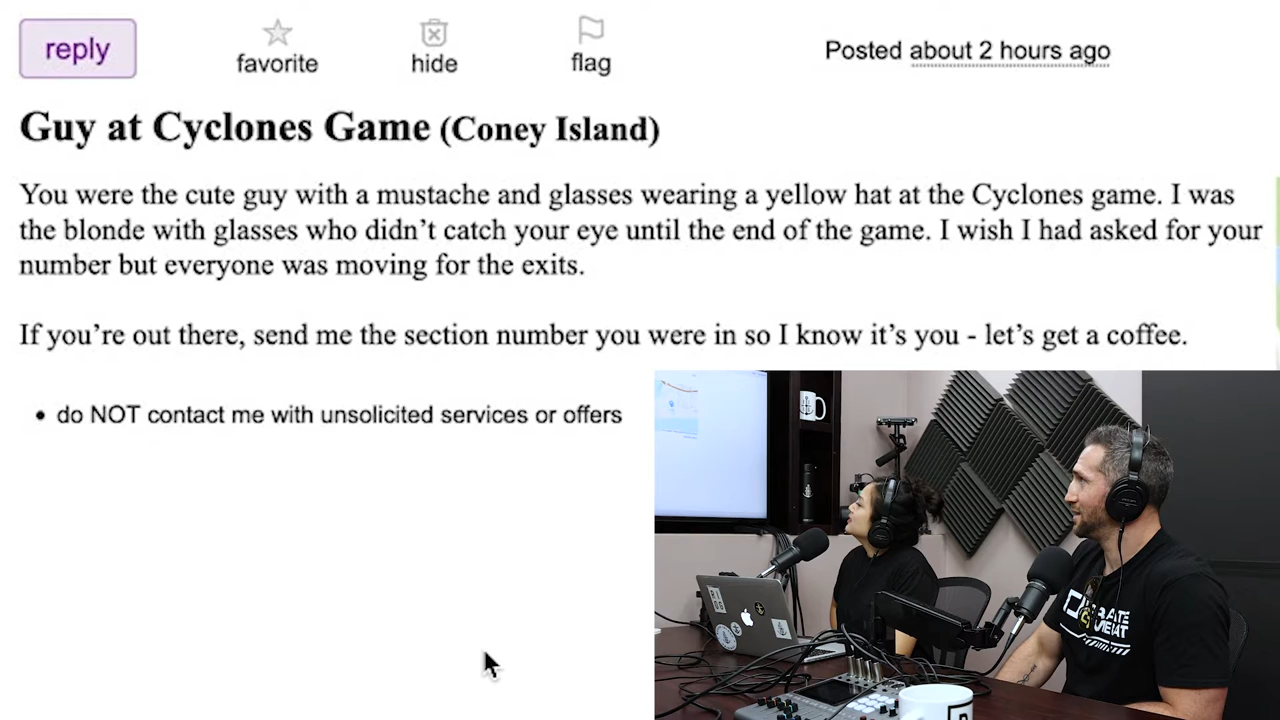 reply
favorite
hide
flag
Posted about 2 hours ago
Guy at Cyclones Game (Coney Island)
You were the cute guy with a mustache and glasses wearing a yellow hat at the Cyclones game. I was
the blonde with glasses who didn’t catch your eye until the end of the game. I wish I had asked for your
number but everyone was moving for the exits.
If you’re out there, send me the section number you were in so I know it’s you - let’s get a coffee.
• do NOT contact me with unsolicited services or offers